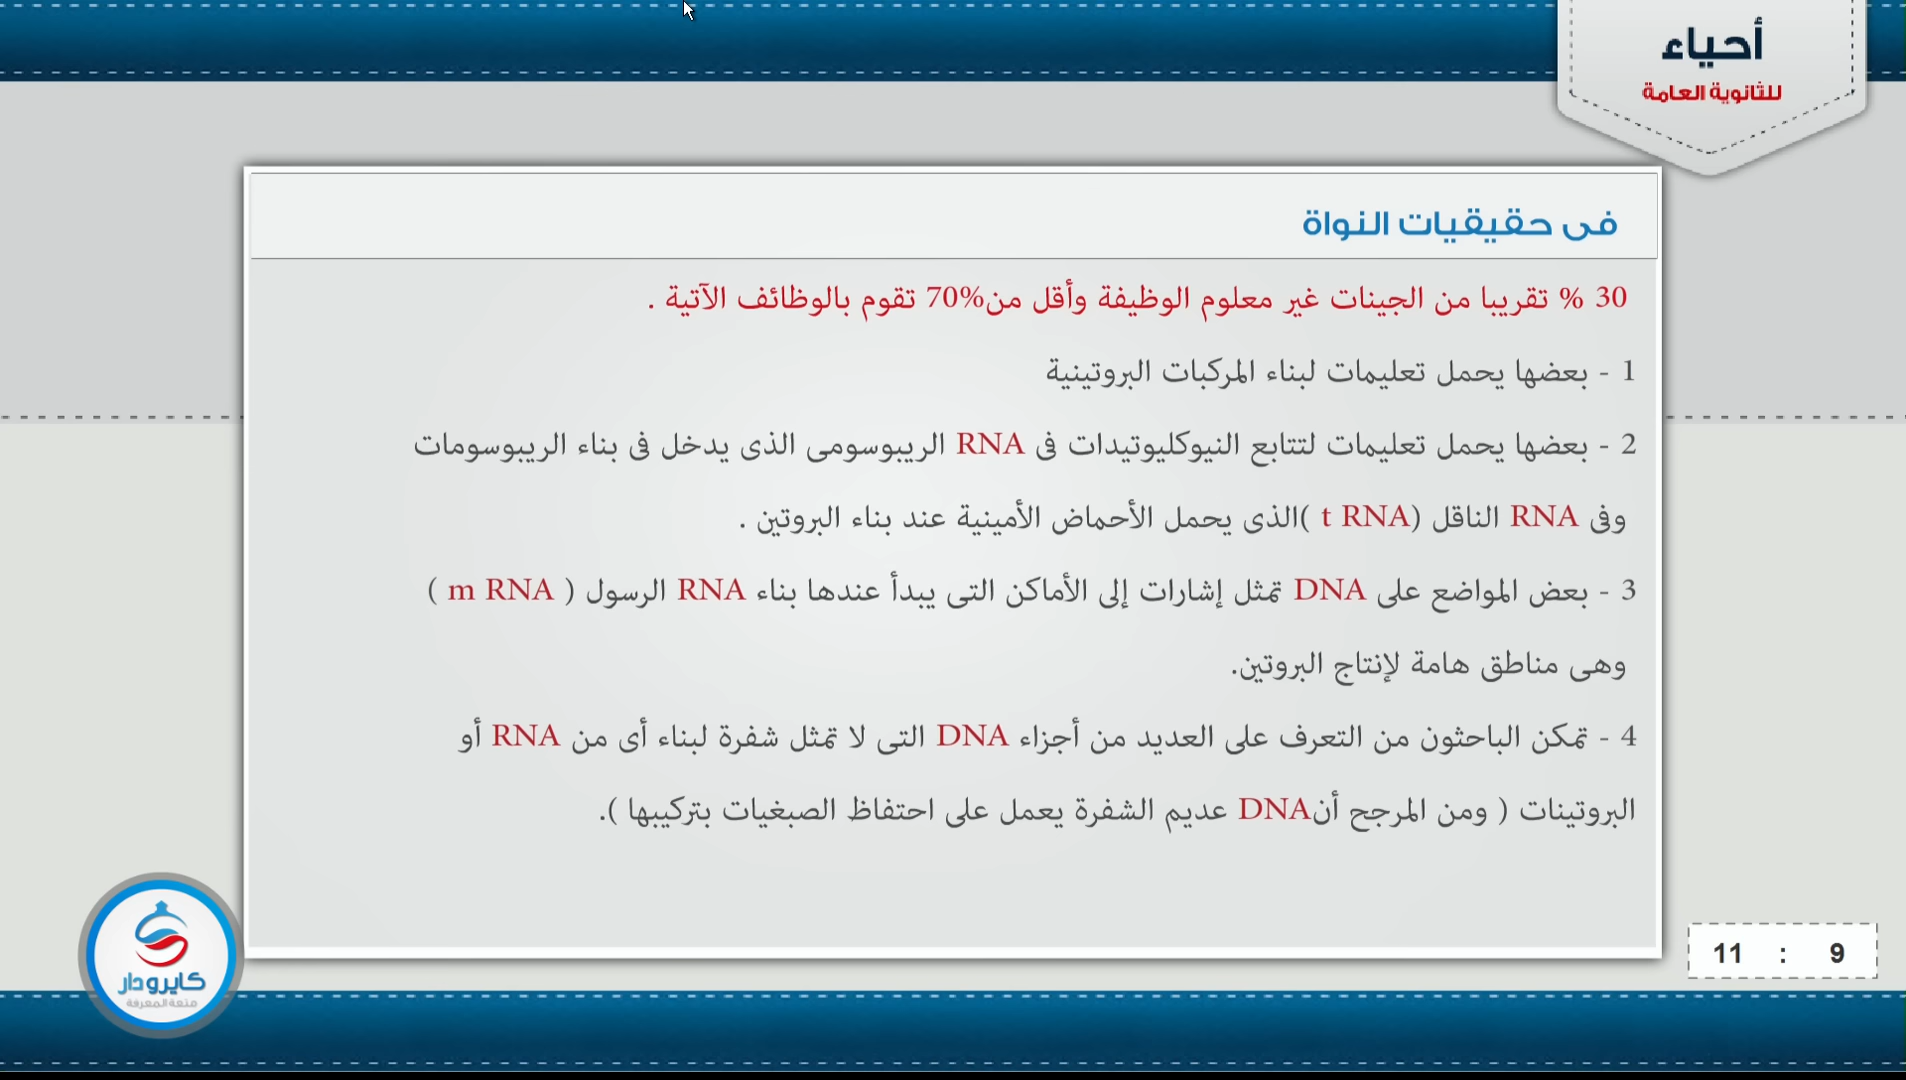 أحياء
للثانوية العامة
فى حقيقيات النواة
30 % تقريبا من الجينات غير معلوم الوظيفة وأقل من70% تقوم بالوظائف الآتية .
1 - بعضها يحمل تعليمات لبناء المركبات البروتينية
2 - بعضها يحمل تعليمات لتتابع النيوكليوتيدات فى RNA الريبوسومى الذى يدخل فى بناء الريبوسومات
وفى RNA الناقل (t RNA )الذى يحمل الأحماض الأمينية عند بناء البروتين .
3 - بعض المواضع على DNA تمثل إشارات إلى الأماكن التى يبدأ عندها بناء RNA الرسول ( m RNA )
وهى مناطق هامة لإنتاج البروتين.
4 - تمكن الباحثون من التعرف على العديد من أجزاء DNA التى لا تمثل شفرة لبناء أى من RNA أو
البروتينات ( ومن المرجح أنDNA عديم الشفرة يعمل على احتفاظ الصبغيات بتركيبها ).
كايرودار
متعة المعرفة
11 : 9